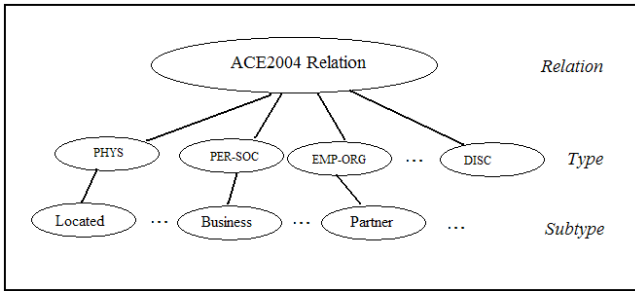 ACE2004 Relation
Relation
PHYS
PER-SOC
EMP-ORG
...
DISC
Type
Located
...
Business
...
Partner
...
Subtype